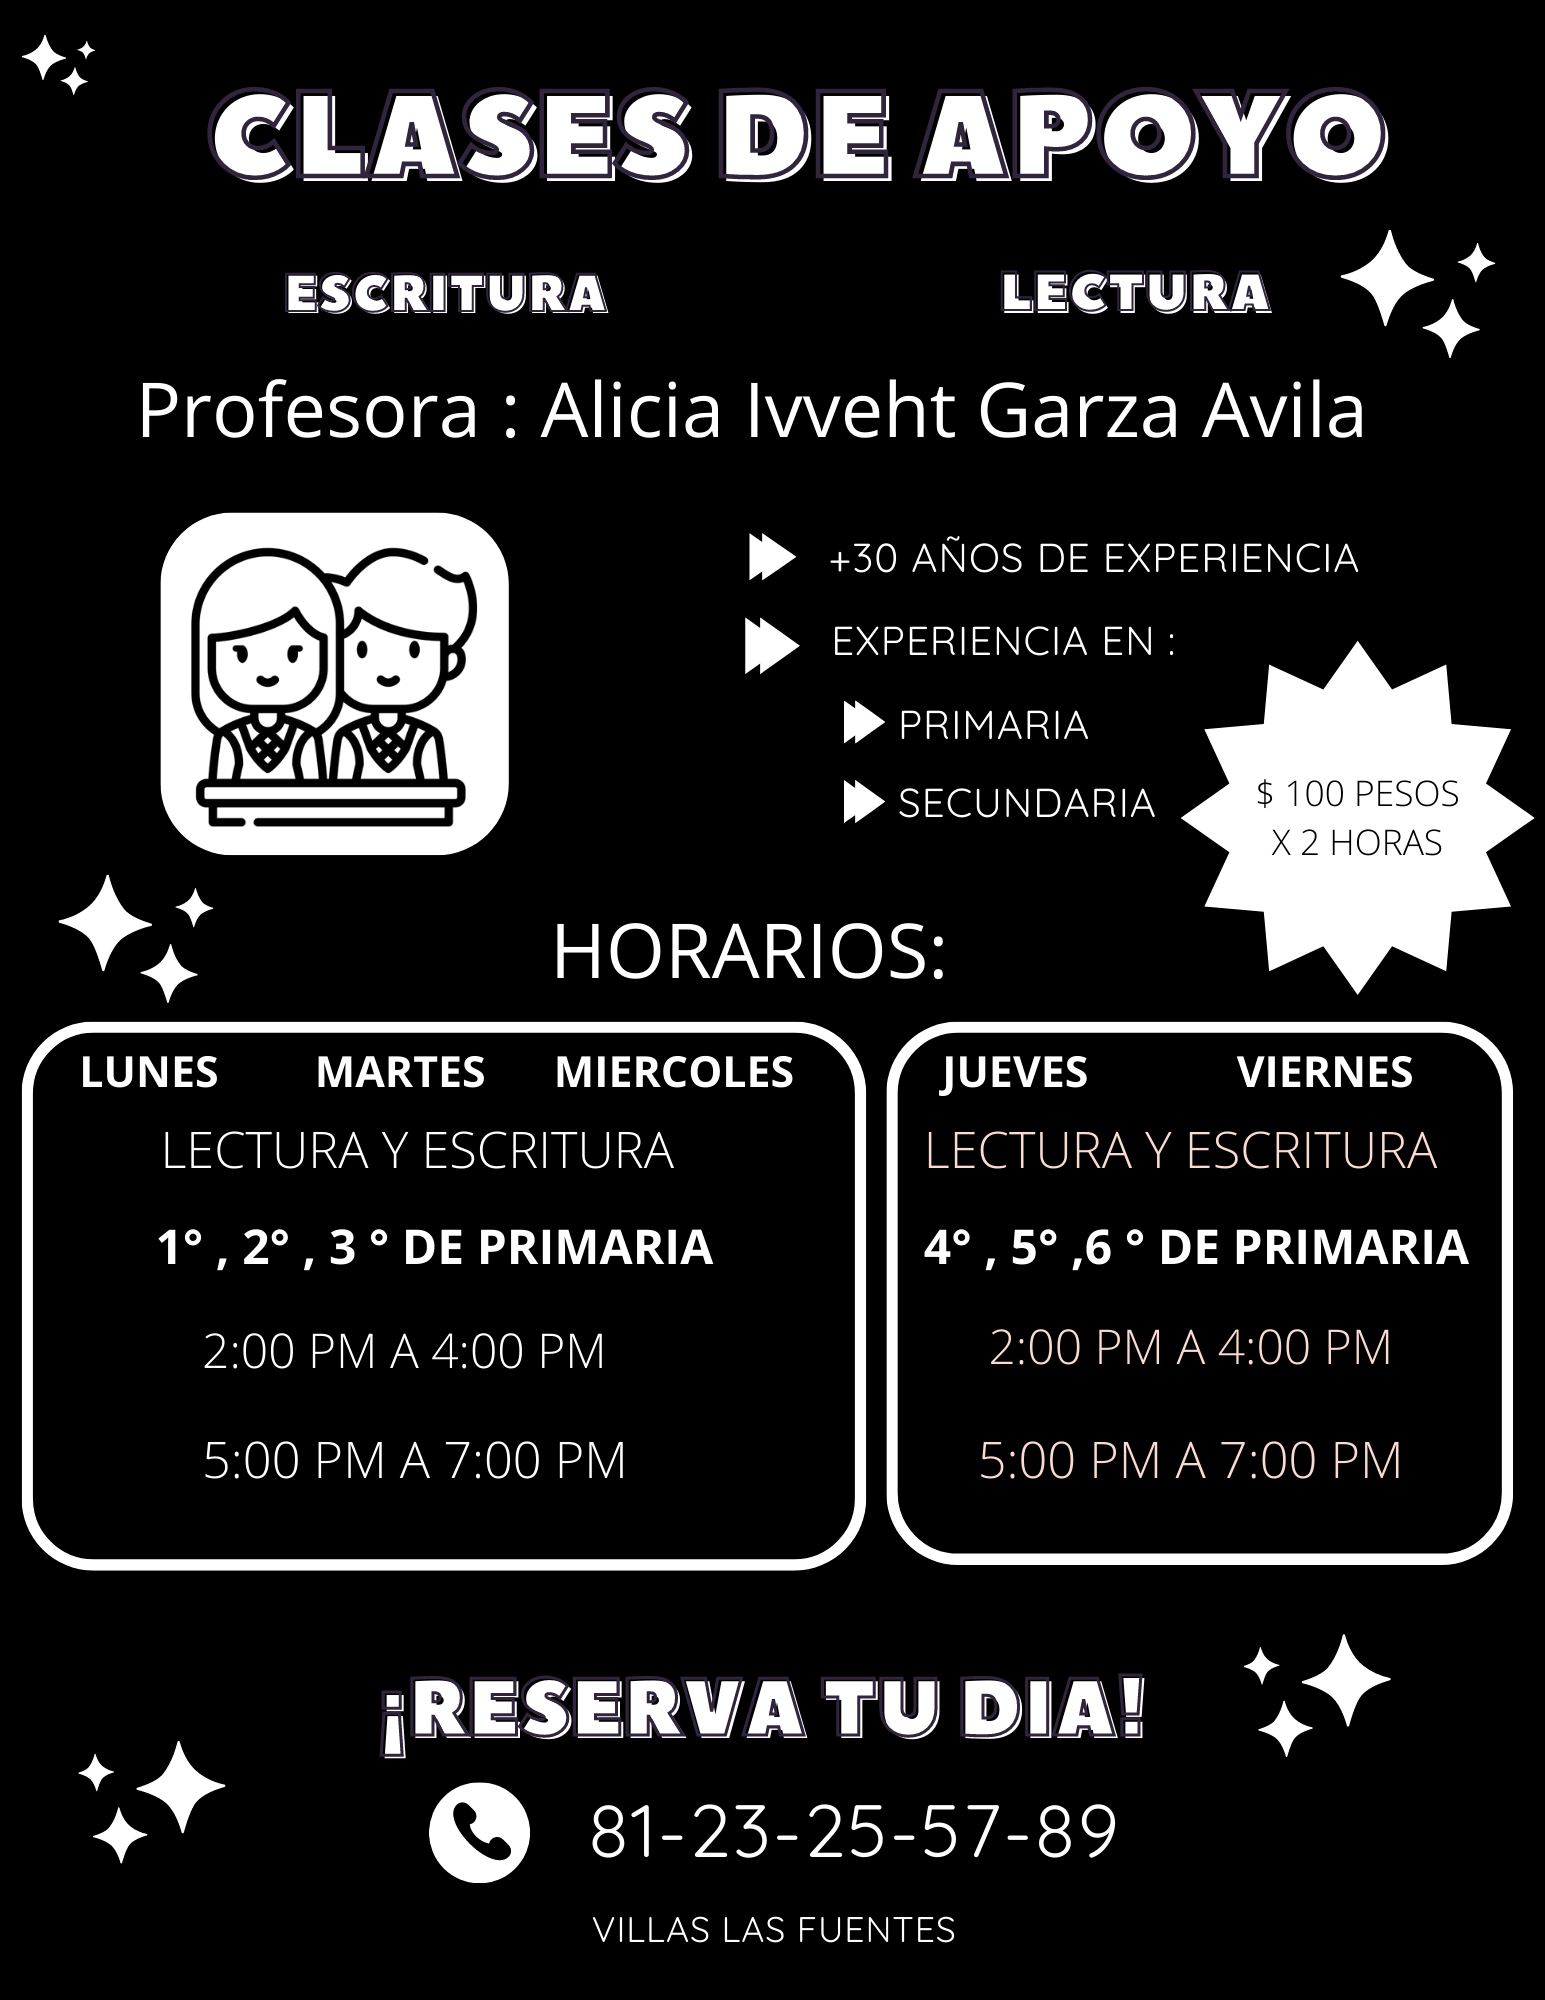 CLASES DE APOYO
ESCRITURA
LECTURA
Profesora : Alicia Ivveht Garza Avila
+30 AÑOS DE EXPERIENCIA
EXPERIENCIA EN :
PRIMARIA
SECUNDARIA
$ 100 PESOS
X 2 HORAS
HORARIOS:
LUNES MARTES MIERCOLES
LECTURA Y ESCRITURA
1° , 2° , 3 ° DE PRIMARIA
2:00 PM A 4:00 PM
5:00 PM A 7:00 PM
JUEVES VIERNES
LECTURA Y ESCRITURA
4° , 5° ,6 ° DE PRIMARIA
2:00 PM A 4:00 PM
5:00 PM A 7:00 PM
¡RESERVA TU DIA!
81-23-25-57-89
VILLAS LAS FUENTES